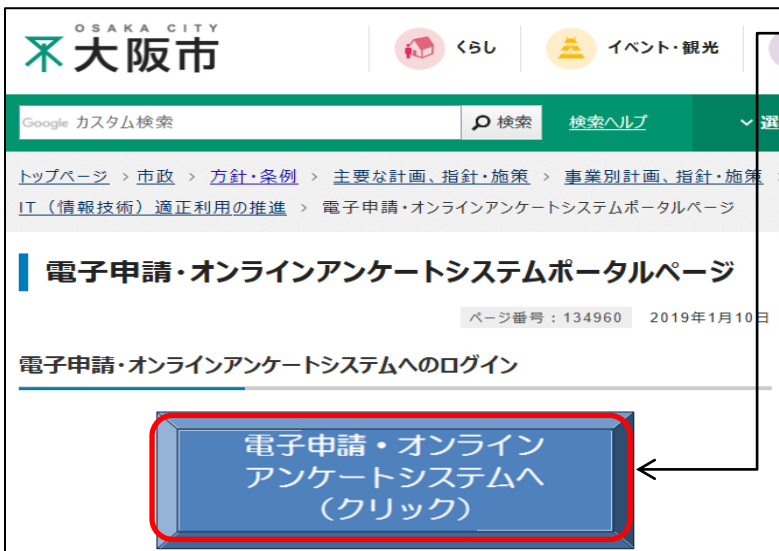 OSAKA CITY
大阪市
くらし
イベント・観光
Google カスタム検索
検索
検索ヘルプ
選
トップページ > 市政 > 方針・条例 > 主要な計画、指針・施策 > 事業別計画、指針・施策
IT（情報技術）適正利用の推進 > 電子申請・オンラインアンケートシステムポータルページ
電子申請・オンラインアンケートシステムポータルページ
ページ番号：134960 2019年1月10日
電子申請・オンラインアンケートシステムへのログイン
電子申請・オンライン
アンケートシステムへ
（クリック）